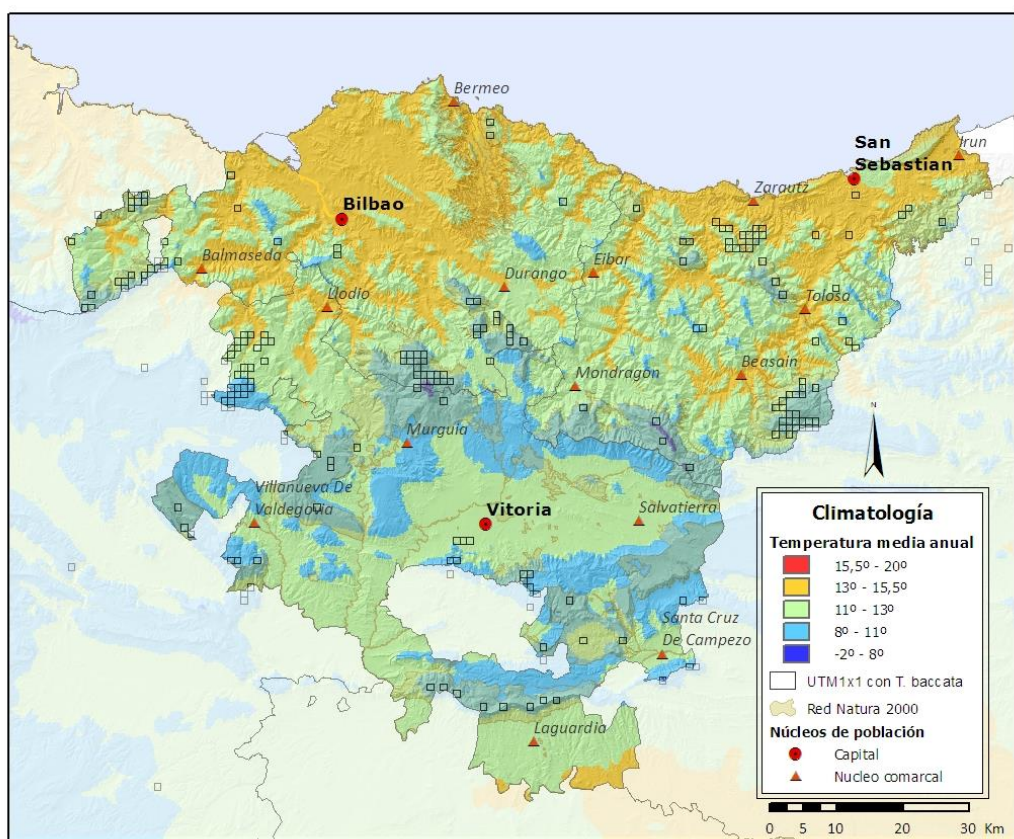 Bermeo
San
Sebastian
Irun
Zarautz
Bilbao
Balmaseda
Durango
Eibar
Llodio
Tolosa
Beasain
Mondragón
Murguia
Villanueva De
Valdegovia
Vitoria
Salvatierra
Santa Cruz
De Campezo
Laguardia
N
Climatología
Temperatura media anual
15,5º - 20º
13º - 15,5º
11º - 13º
8º - 11º
-2º - 8º
UTM1x1 con T. baccata
Red Natura 2000
Núcleos de población
Capital
Nucleo comarcal
0 5 10 20 30 Km